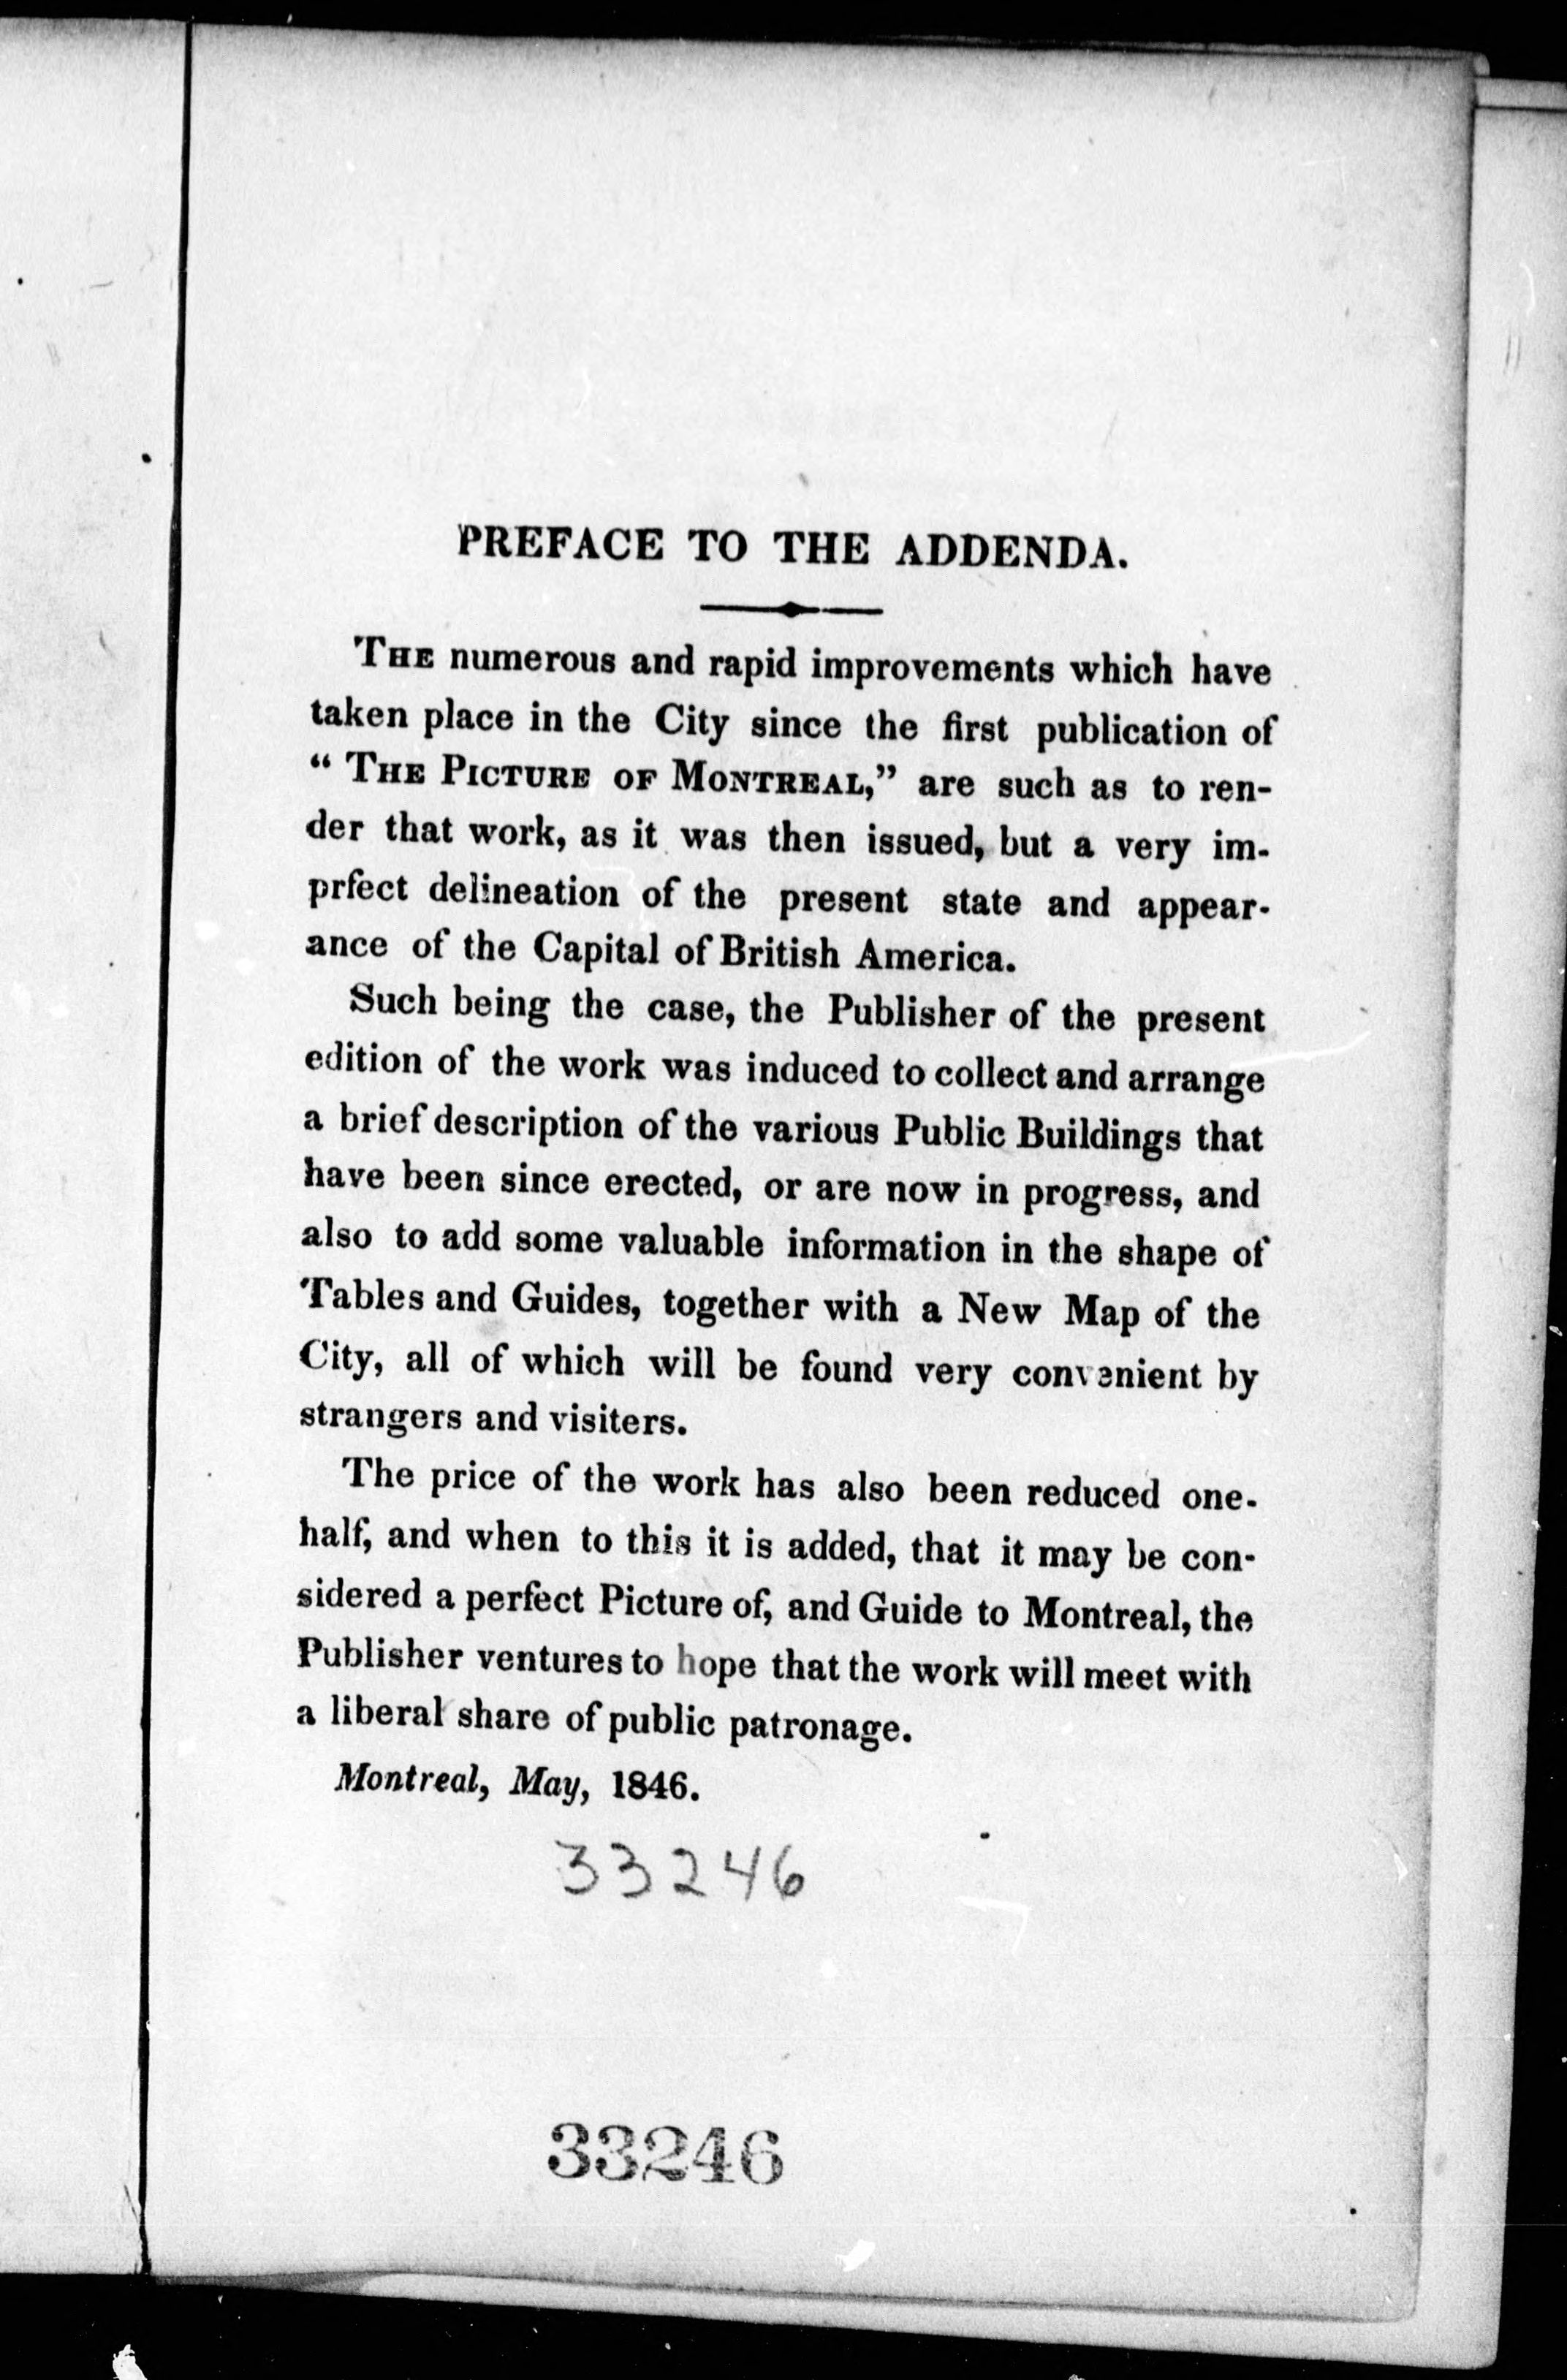 PREFACE TO THE ADDENDA.
THE numerous and rapid improvements which have
taken place in the City since the first publication of
“ THE PICTURE OF MONTREAL,” are such as to ren-
der that work, as it was then issued, but a very im-
prfect delineation of the present state and appear-
ance of the Capital of British America.
Such being the case, the Publisher of the present
edition of the work was induced to collect and arrange
a brief description of the various Public Buildings that
have been since erected, or are now in progress, and
also to add some valuable information in the shape of
Tables and Guides, together with a New Map of the
City, all of which will be found very convenient by
strangers and visiters.
The price of the work has also been reduced one-
half, and when to this it is added, that it may be con-
sidered a perfect Picture of, and Guide to Montreal, the
Publisher ventures to hope that the work will meet with
a liberal share of public patronage.
Montreal, May, 1846.
33246
33246